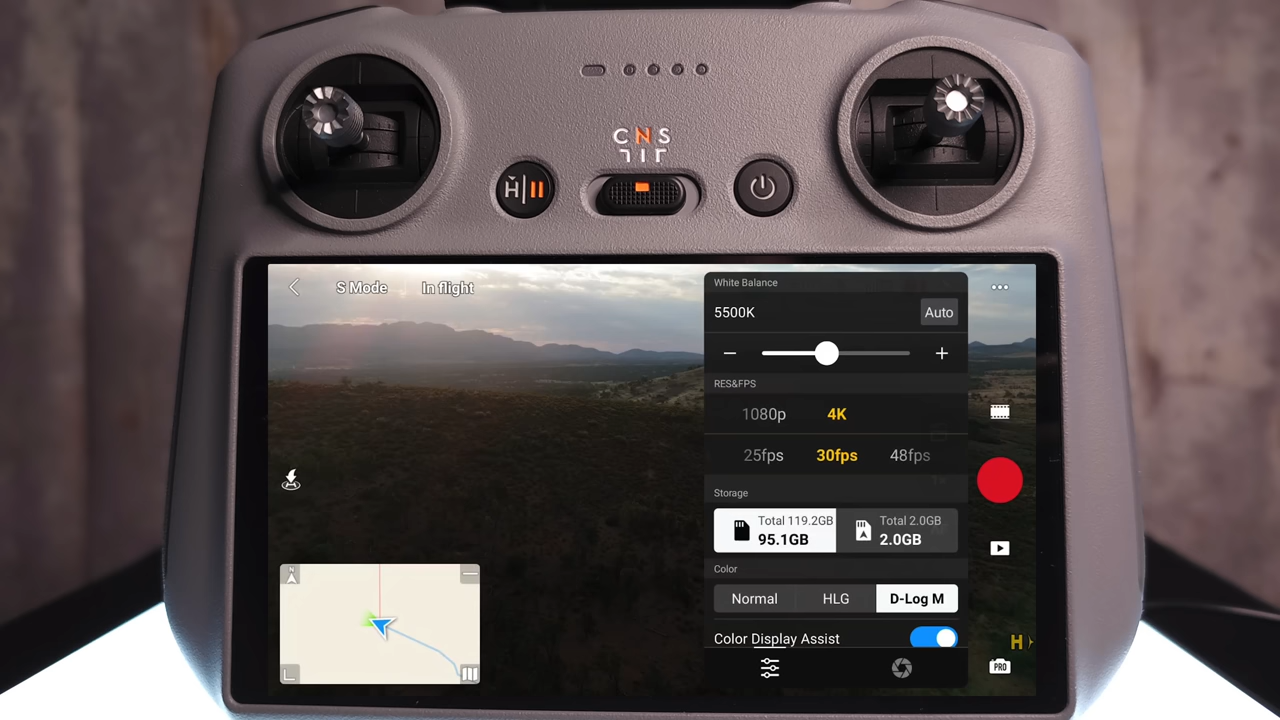 C N S
H
S Mode
In flight
White Balance
5500K
Auto
RES&FPS
1080p
4K
25fps
30fps
48fps
Storage
Total 119.2GB
95.1GB
Total 2.0GB
2.0GB
Color
Normal
HLG
D-Log M
Color Display Assist
N
H
PRO